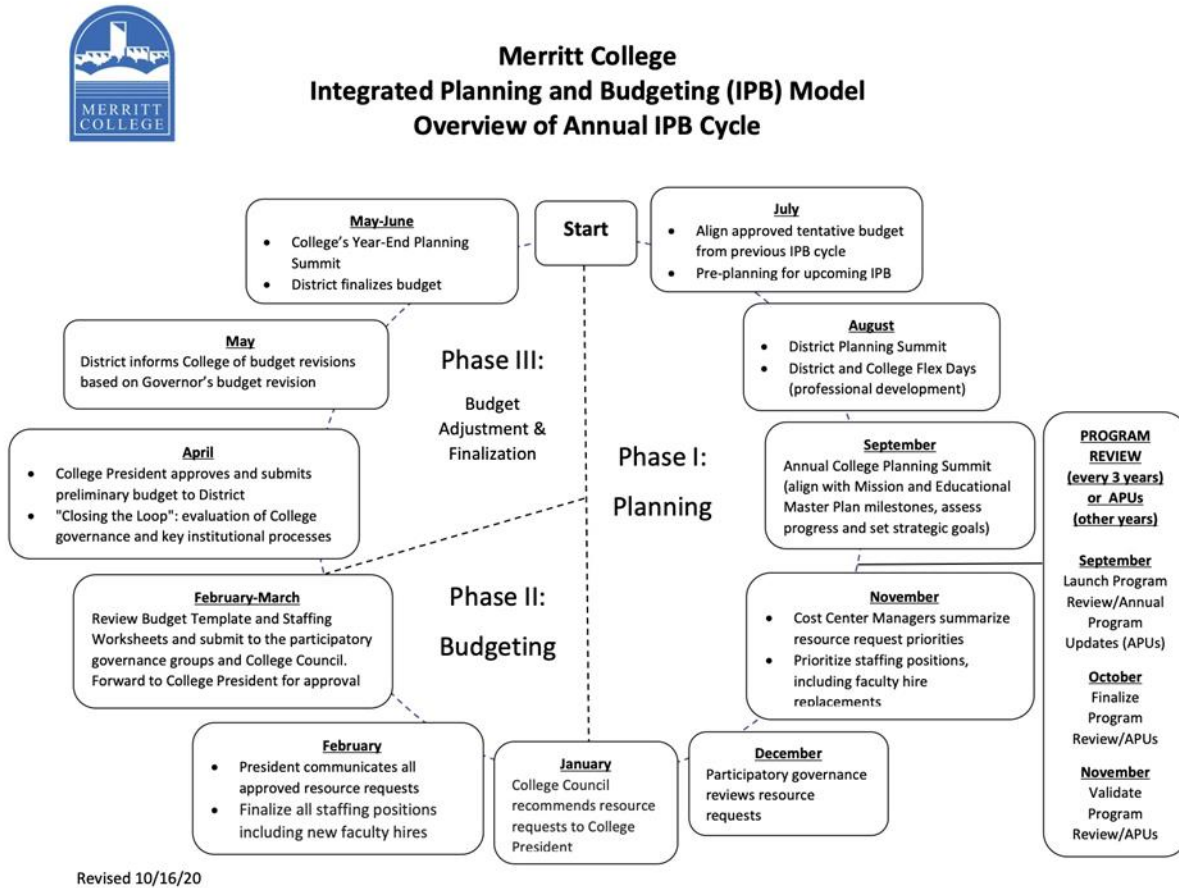 MERRITT
COLLEGE
Merritt College
Integrated Planning and Budgeting (IPB) Model
Overview of Annual IPB Cycle
Start
July
• Align approved tentative budget
from previous IPB cycle
• Pre-planning for upcoming IPB
August
• District Planning Summit
• District and College Flex Days
(professional development)
September
Annual College Planning Summit
(align with Mission and Educational
Master Plan milestones, assess
progress and set strategic goals)
PROGRAM
REVIEW
(every 3 years)
or APUs
(other years)
September
Launch Program
Review/Annual
Program
Updates (APUs)
October
Finalize
Program
Review/APUs
November
Validate
Program
Review/APUs
November
• Cost Center Managers summarize
resource request priorities
• Prioritize staffing positions,
including faculty hire
replacements
December
Participatory governance
reviews resource
requests
January
College Council
recommends resource
requests to College
President
February
• President communicates all
approved resource requests
• Finalize all staffing positions
including new faculty hires
February-March
Review Budget Template and Staffing
Worksheets and submit to the participatory
governance groups and College Council.
Forward to College President for approval
April
• College President approves and submits
preliminary budget to District
• "Closing the Loop": evaluation of College
governance and key institutional processes
May
District informs College of budget revisions
based on Governor's budget revision
May-June
• College's Year-End Planning
Summit
• District finalizes budget
Phase I:
Planning
Phase II:
Budgeting
Phase III:
Budget
Adjustment &
Finalization
Revised 10/16/20